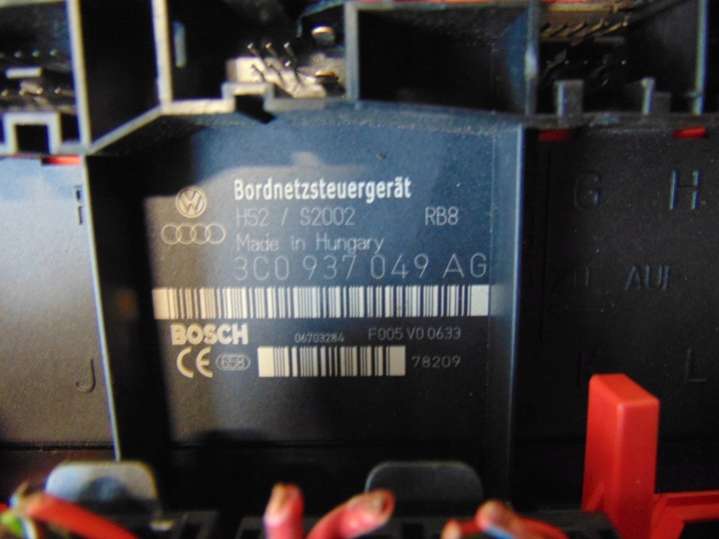 Bordnetzsteuergerät
H52 / S2002 RB8
Made in Hungary
3C0 937 049 AG
BOSCH 06703284 F005 V0 0633
CE 78209
G H
AUF
J
L